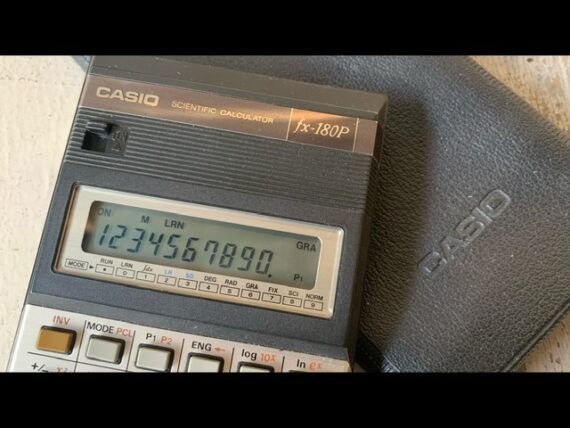 CASIO SCIENTIFIC CALCULATOR fx-180P
ON M LRN GRA
1234567890.
P1
MODE RUN LRN ∫dx LR SD DEG RAD GRA FIX SCI NORM
• 0 1 2 3 4 5 6 7 8 9
INV MODE PCL P1 P2 ENG ← log 10ˣ ln eˣ
+/-
CASIO